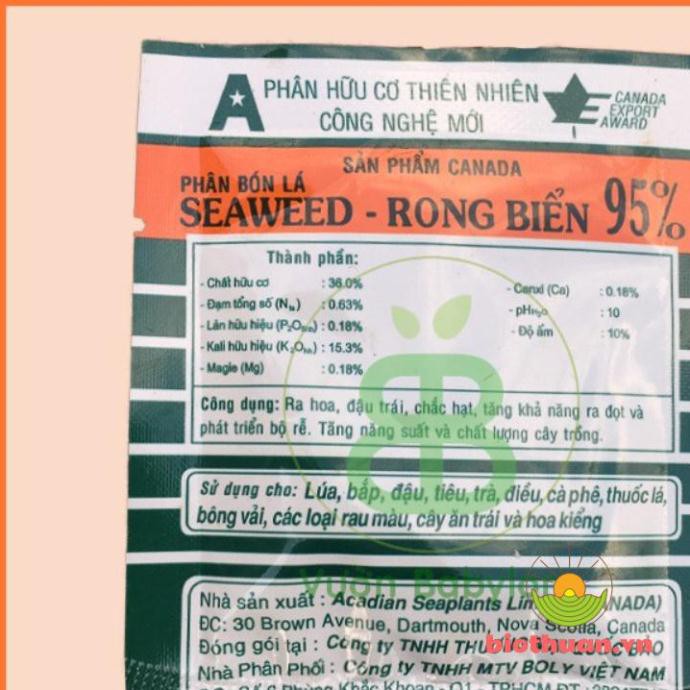 A PHÂN HỮU CƠ THIÊN NHIÊN
CÔNG NGHỆ MỚI
CANADA
EXPORT
AWARD
SẢN PHẨM CANADA
PHÂN BÓN LÁ
SEAWEED - RONG BIỂN 95%
Thành phần:
- Chất hữu cơ : 36.0%
- Đạm tổng số (Nts) : 0.63%
- Lân hữu hiệu (P2O5hh) : 0.18%
- Kali hữu hiệu (K2Ohh) : 15.3%
- Magie (Mg) : 0.18%
- Canxi (Ca) : 0.18%
- pHH2O : 10
- Độ ẩm : 10%
Công dụng: Ra hoa, đậu trái, chắc hạt, tăng khả năng ra đọt và
phát triển bộ rễ. Tăng năng suất và chất lượng cây trồng.
Sử dụng cho: Lúa, bắp, đậu, tiêu, trà, điều, cà phê, thuốc lá,
bông vải, các loại rau màu, cây ăn trái và hoa kiểng
Vườn
Nhà sản xuất : Acadian Seaplants (CANADA)
ĐC: 30 Brown Avenue, Dartmouth, Nova Scotia, Canada
biothuan.vn
Đóng gói tại : Công ty TNHH
Nhà Phân Phối : Công ty TNHH MTV BOLY VIỆT NAM